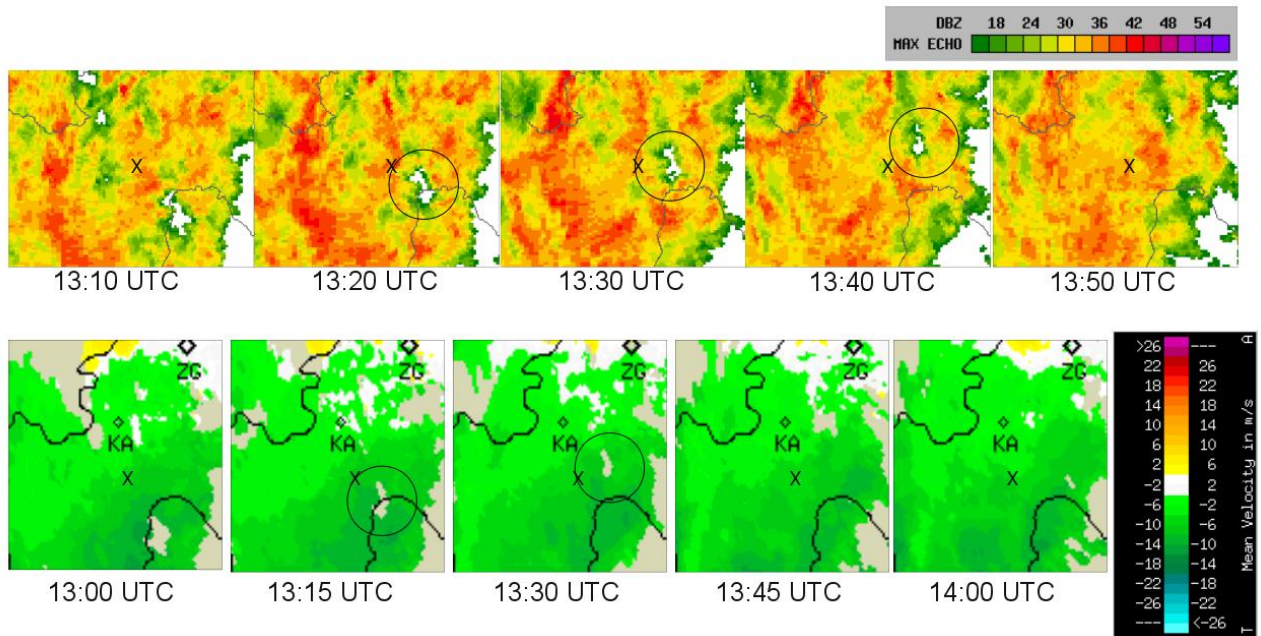 DBZ 18 24 30 36 42 48 54
MAX ECHO
X
X
X
X
X
13:10 UTC
13:20 UTC
13:30 UTC
13:40 UTC
13:50 UTC
ZG
KA
X
ZG
KA
X
ZG
KA
X
ZG
KA
X
ZG
KA
X
13:00 UTC
13:15 UTC
13:30 UTC
13:45 UTC
14:00 UTC
>26 ---
22 26
18 22
14 18
10 14
6 10
2 6
-2 2
-6 -2
-10 -6
-14 -10
-18 -14
-22 -18
-26 -22
--- <-26
T Mean Velocity in m/s A